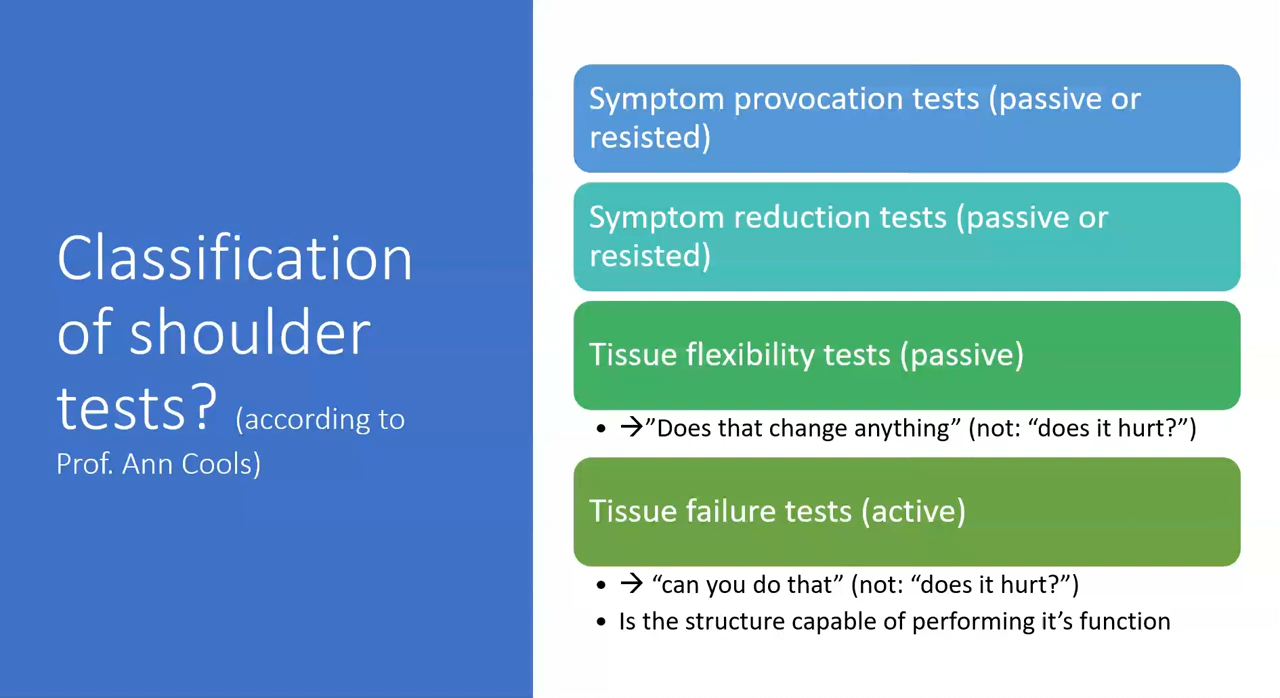 Classification
of shoulder
tests? (according to
Prof. Ann Cools)
Symptom provocation tests (passive or
resisted)
Symptom reduction tests (passive or
resisted)
Tissue flexibility tests (passive)
• →”Does that change anything” (not: “does it hurt?”)
Tissue failure tests (active)
• → “can you do that” (not: “does it hurt?”)
• Is the structure capable of performing it’s function